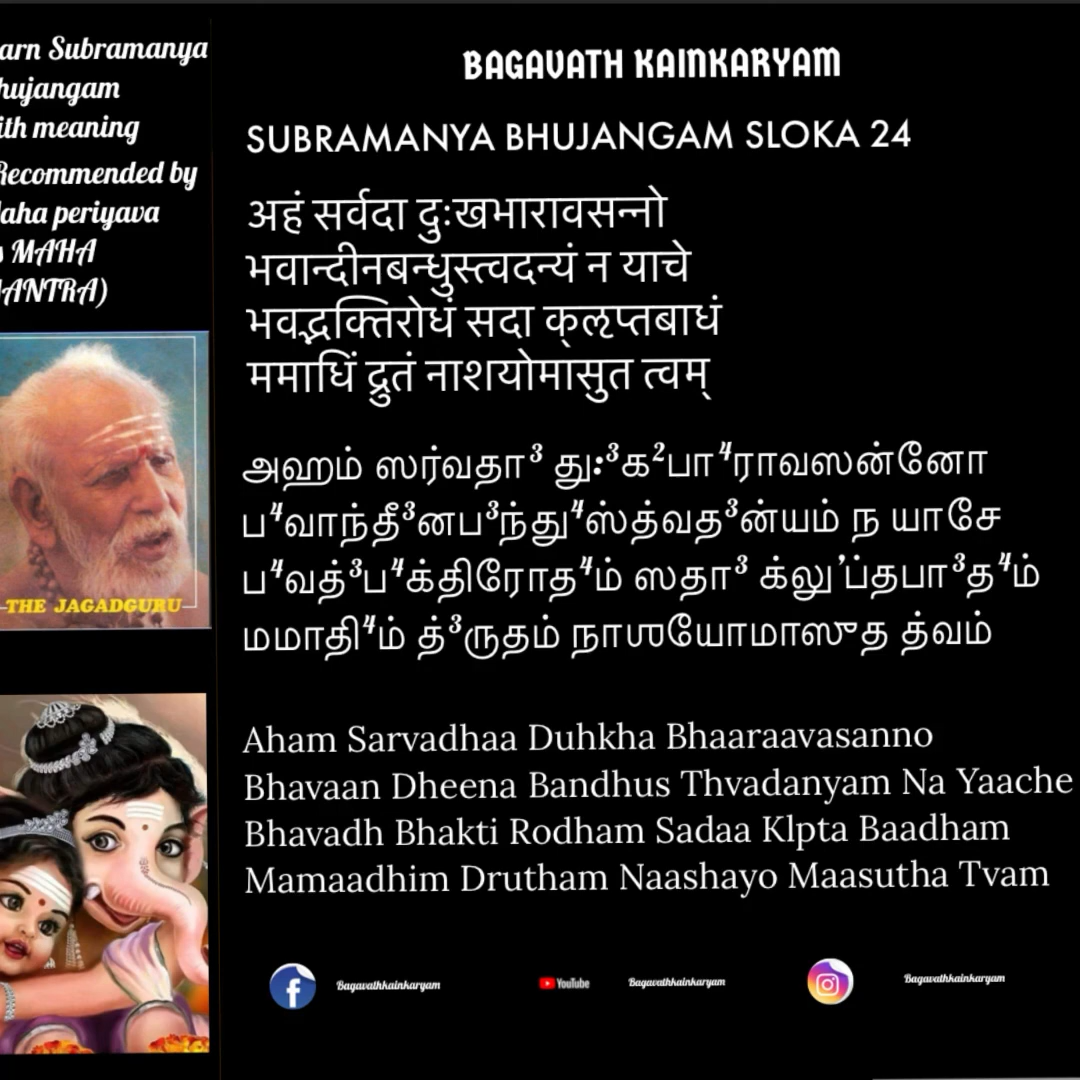 arn Subramanya
hujangam
ith meaning
Recommended by
aha periyava
s MAHA
ANTRA)
THE JAGADGURU
BAGAVATH KAINKARYAM
SUBRAMANYA BHUJANGAM SLOKA 24
अहं सर्वदा दुःखभारावसन्नो
भवान्दीनबन्धुस्त्वदन्यं न याचे
भवद्भक्तिरोधं सदा क्ऌप्तबाधं
ममाधिं द्रुतं नाशयोमासुत त्वम्
அஹம் ஸர்வதா³ து³:க²பா⁴ராவஸன்னோ
ப⁴வாந்தீ³னப³ந்து⁴ஸ்த்வத³ன்யம் ந யாசே
ப⁴வத்³ப⁴க்திரோத⁴ம் ஸதா³ க்லு’ப்தபா³த⁴ம்
மமாதி⁴ம் த்³ருதம் நாஶயோமாஸுத த்வம்
Aham Sarvadhaa Duhkha Bhaaraavasanno
Bhavaan Dheena Bandhus Thvadanyam Na Yaache
Bhavadh Bhakti Rodham Sadaa Klpta Baadham
Mamaadhim Drutham Naashayo Maasutha Tvam
Bagavathkainkaryam
YouTube
Bagavathkainkaryam
Bagavathkainkaryam